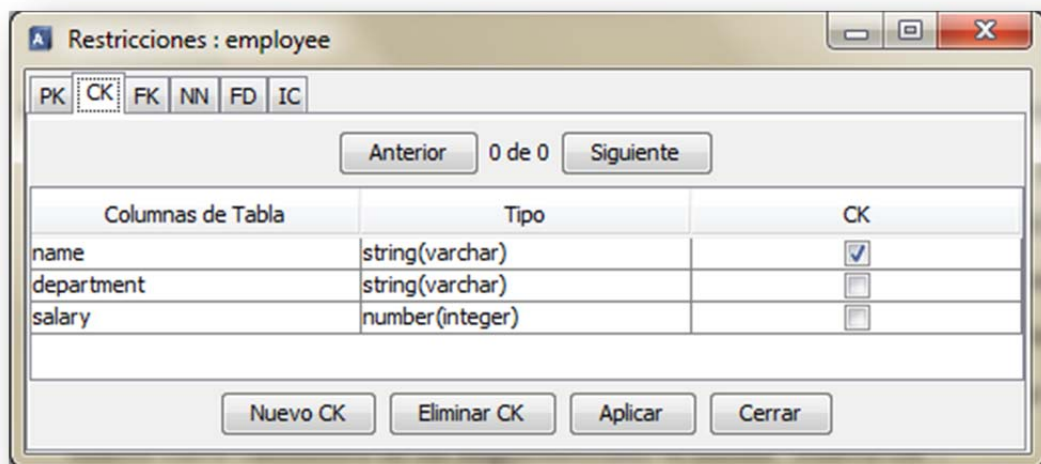 Restricciones : employee
PK CK FK NN FD IC
Anterior 0 de 0 Siguiente
Columnas de Tabla Tipo CK
name string(varchar)
department string(varchar)
salary number(integer)
Nuevo CK Eliminar CK Aplicar Cerrar